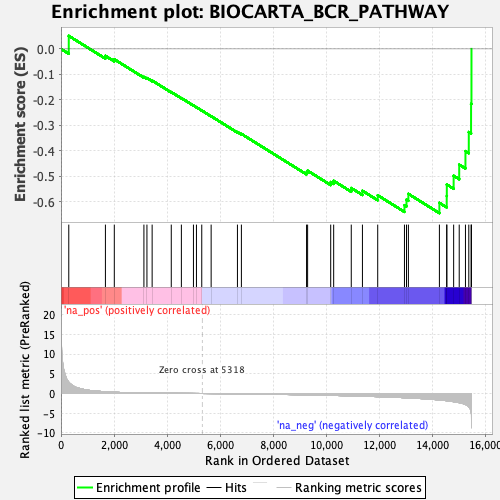 Enrichment plot: BIOCARTA_BCR_PATHWAY
Enrichment score (ES)
0.0
-0.1
-0.2
-0.3
-0.4
-0.5
-0.6
'na_pos' (positively correlated)
Ranked list metric (PreRanked)
20
15
10
5
0
-5
-10
Zero cross at 5318
'na_neg' (negatively correlated)
0 2,000 4,000 6,000 8,000 10,000 12,000 14,000 16,000
Rank in Ordered Dataset
Enrichment profile Hits Ranking metric scores